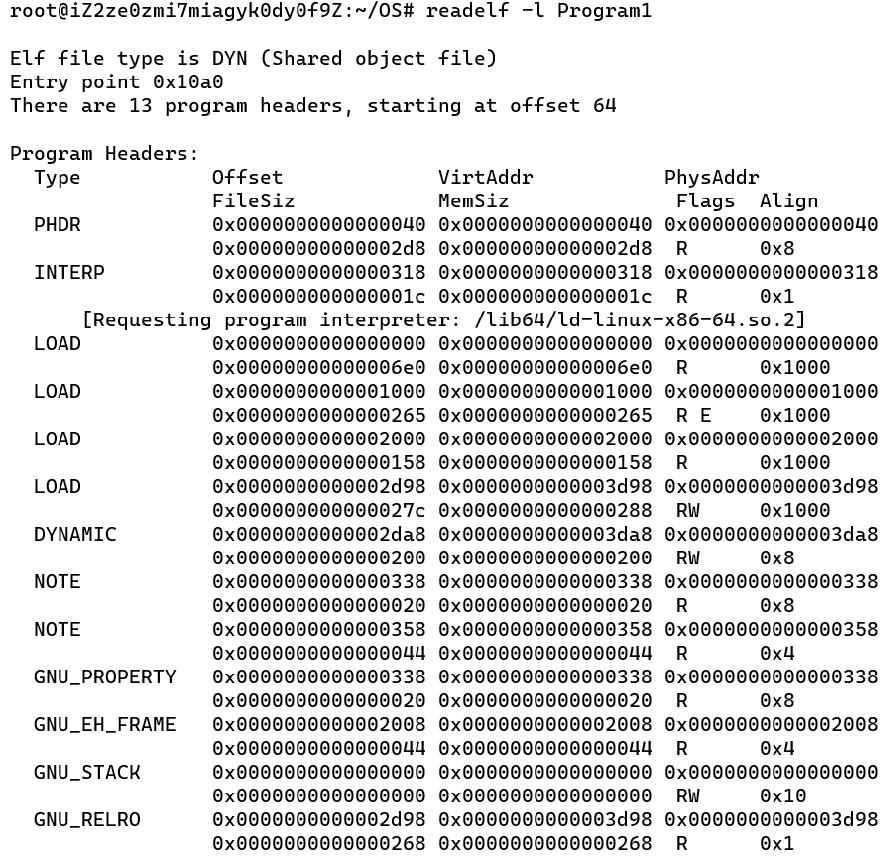 root@iZ2ze0zmi7miagyk0dy0f9Z:~/OS# readelf -l Program1
Elf file type is DYN (Shared object file)
Entry point 0x10a0
There are 13 program headers, starting at offset 64
Program Headers:
  Type           Offset             VirtAddr           PhysAddr
                 FileSiz            MemSiz              Flags  Align
  PHDR           0x0000000000000040 0x0000000000000040 0x0000000000000040
                 0x00000000000002d8 0x00000000000002d8  R      0x8
  INTERP         0x0000000000000318 0x0000000000000318 0x0000000000000318
                 0x000000000000001c 0x000000000000001c  R      0x1
      [Requesting program interpreter: /lib64/ld-linux-x86-64.so.2]
  LOAD           0x0000000000000000 0x0000000000000000 0x0000000000000000
                 0x00000000000006e0 0x00000000000006e0  R      0x1000
  LOAD           0x0000000000001000 0x0000000000001000 0x0000000000001000
                 0x0000000000000265 0x0000000000000265  R E    0x1000
  LOAD           0x0000000000002000 0x0000000000002000 0x0000000000002000
                 0x0000000000000158 0x0000000000000158  R      0x1000
  LOAD           0x0000000000002d98 0x0000000000003d98 0x0000000000003d98
                 0x000000000000027c 0x0000000000000288  RW     0x1000
  DYNAMIC        0x0000000000002da8 0x0000000000003da8 0x0000000000003da8
                 0x0000000000000200 0x0000000000000200  RW     0x8
  NOTE           0x0000000000000338 0x0000000000000338 0x0000000000000338
                 0x0000000000000020 0x0000000000000020  R      0x8
  NOTE           0x0000000000000358 0x0000000000000358 0x0000000000000358
                 0x0000000000000044 0x0000000000000044  R      0x4
  GNU_PROPERTY   0x0000000000000338 0x0000000000000338 0x0000000000000338
                 0x0000000000000020 0x0000000000000020  R      0x8
  GNU_EH_FRAME   0x0000000000002008 0x0000000000002008 0x0000000000002008
                 0x0000000000000044 0x0000000000000044  R      0x4
  GNU_STACK      0x0000000000000000 0x0000000000000000 0x0000000000000000
                 0x0000000000000000 0x0000000000000000  RW     0x10
  GNU_RELRO      0x0000000000002d98 0x0000000000003d98 0x0000000000003d98
                 0x0000000000000268 0x0000000000000268  R      0x1